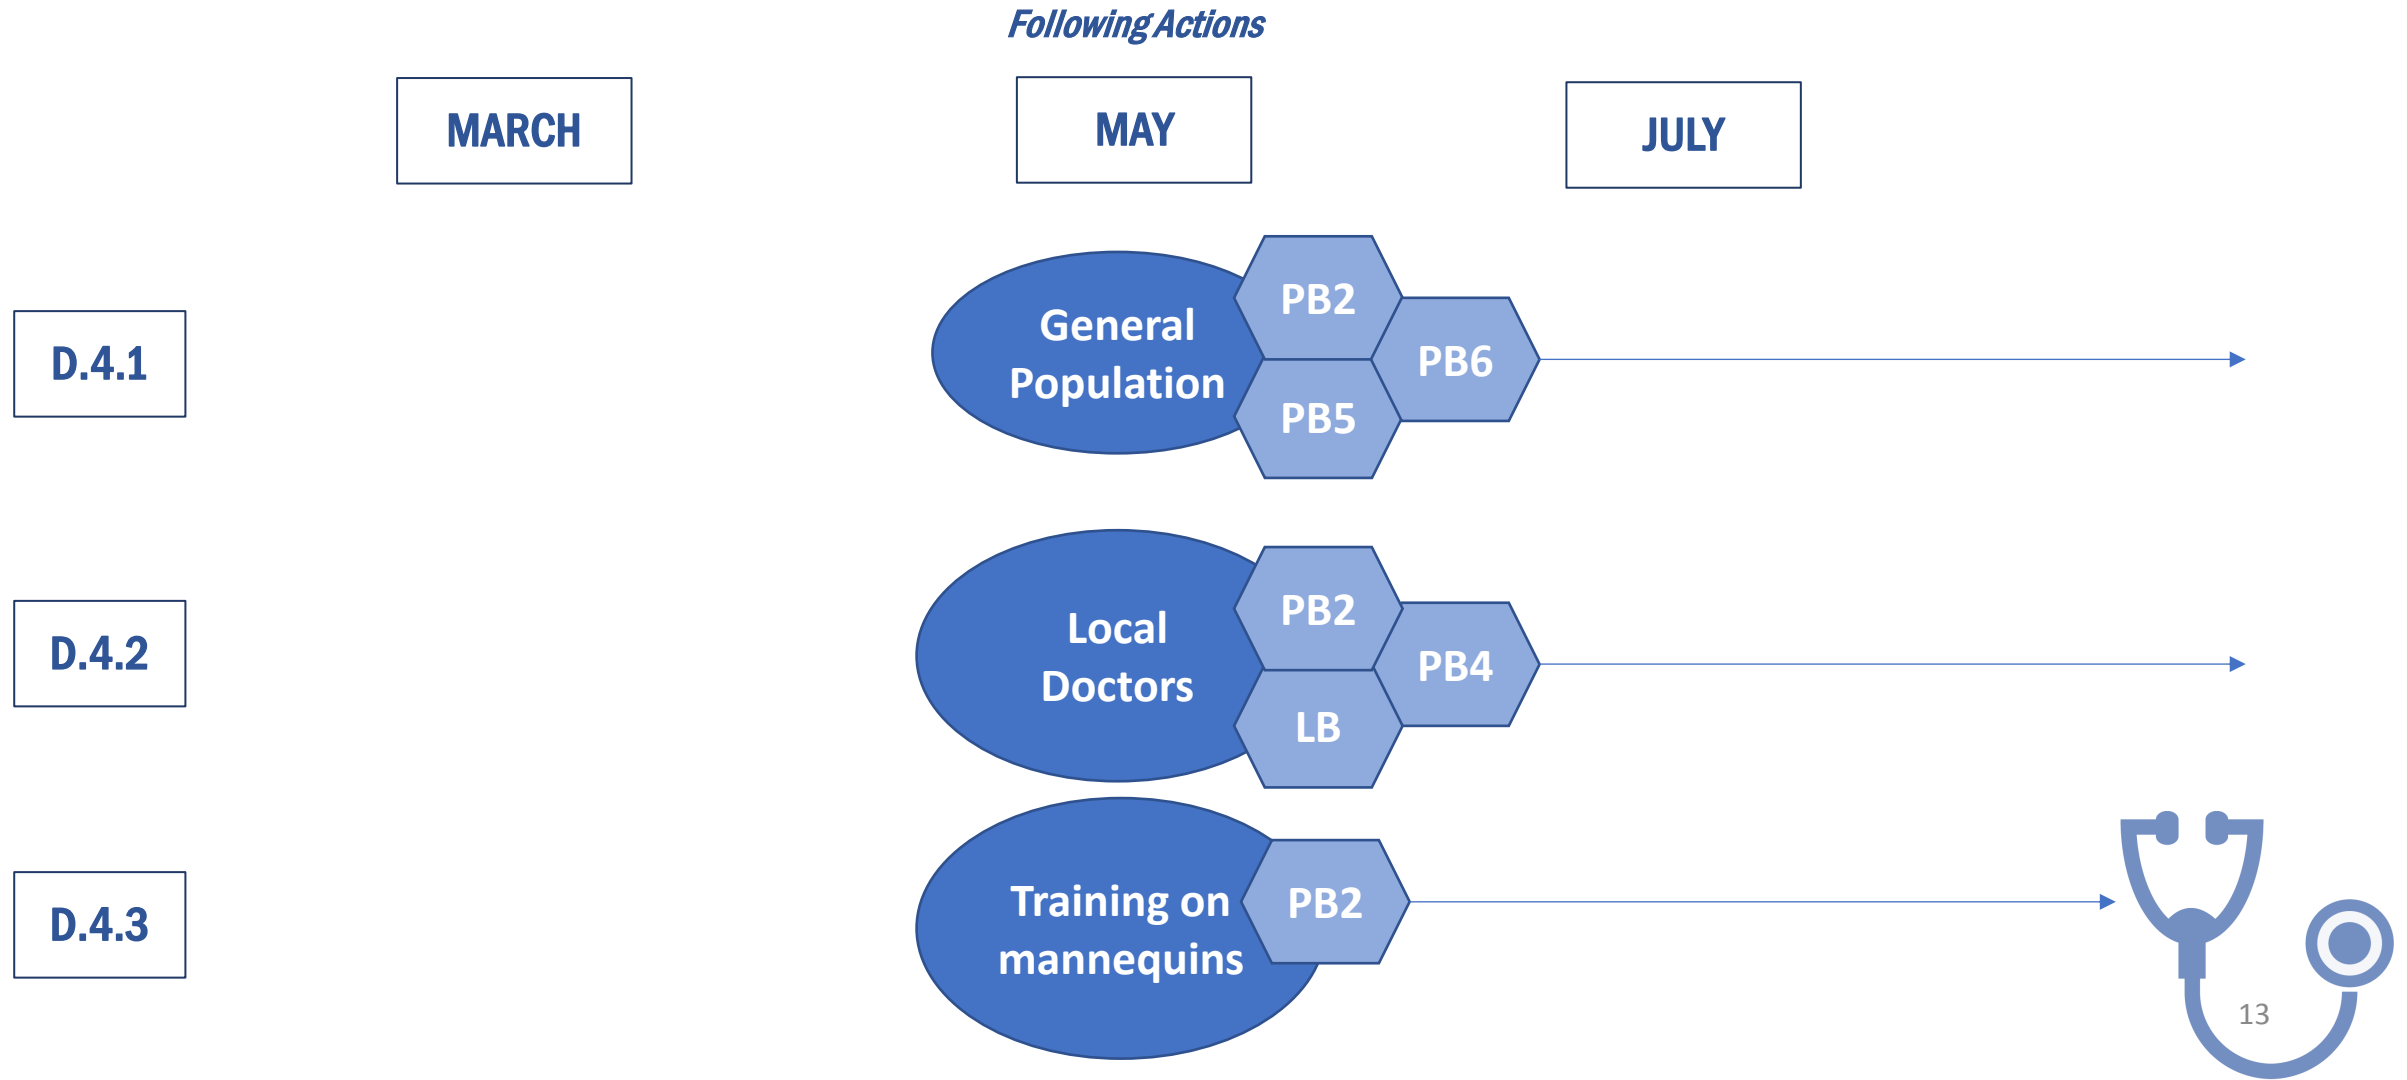 Following Actions
MARCH
MAY
JULY
D.4.1
General
Population
PB2
PB5
PB6
D.4.2
Local
Doctors
PB2
LB
PB4
D.4.3
Training on
mannequins
PB2
13